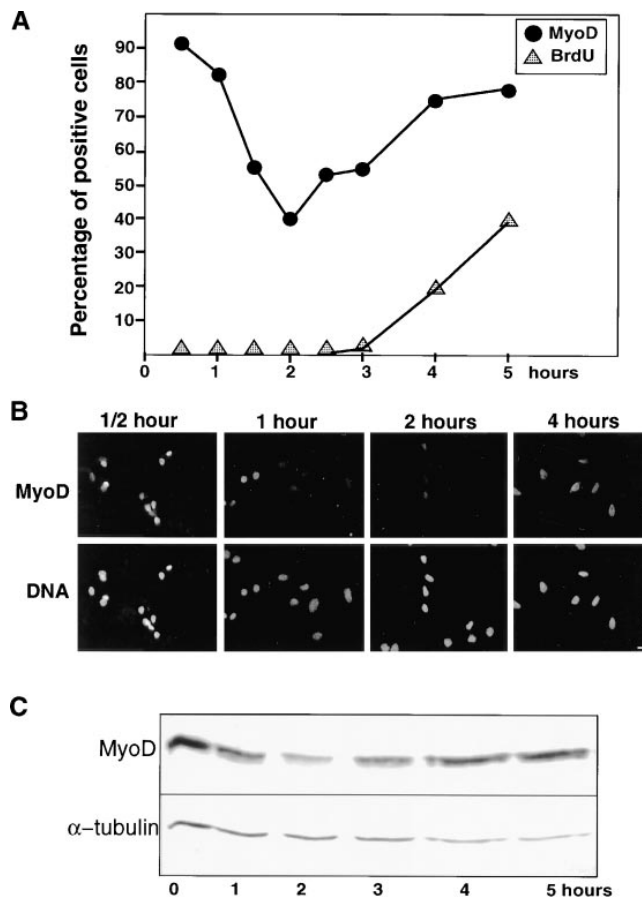 A
Percentage of positive cells
90
80
70
60
50
40
30
20
10
MyoD
BrdU
0 1 2 3 4 5 hours
B
1/2 hour 1 hour 2 hours 4 hours
MyoD
DNA
C
MyoD
α-tubulin
0 1 2 3 4 5 hours